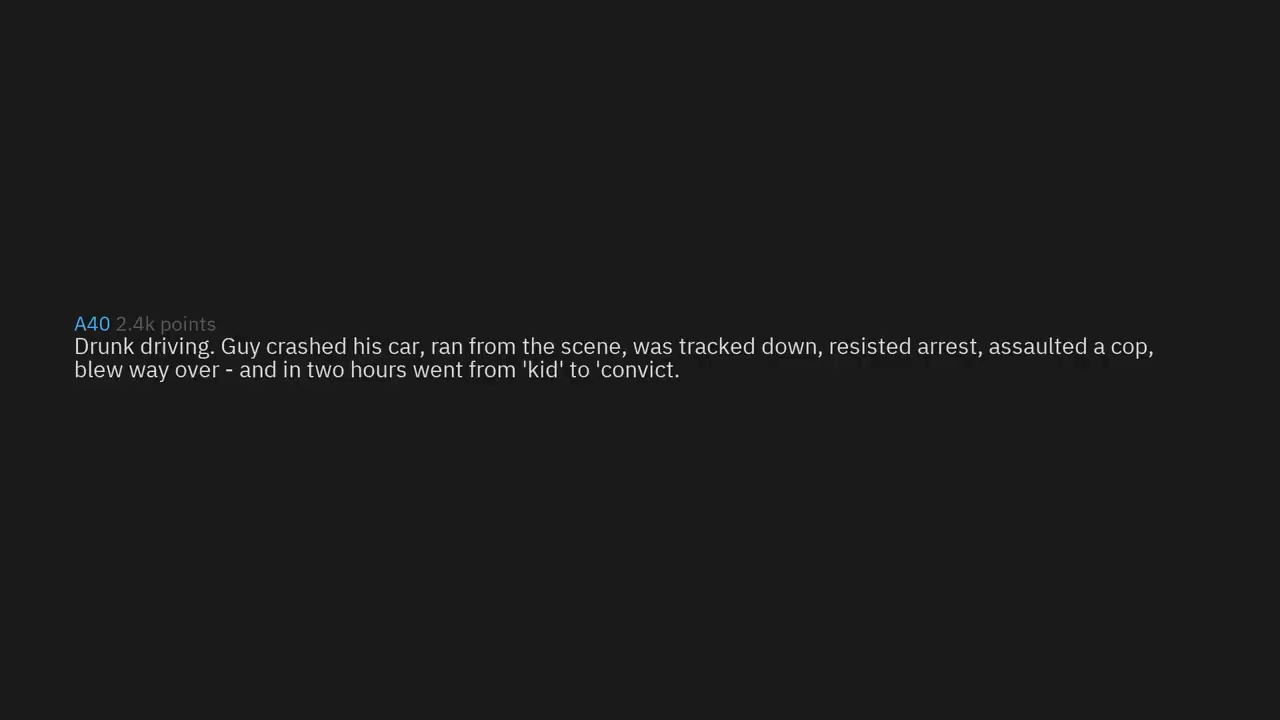 A40 2.4k points
Drunk driving. Guy crashed his car, ran from the scene, was tracked down, resisted arrest, assaulted a cop,
blew way over - and in two hours went from 'kid' to 'convict.